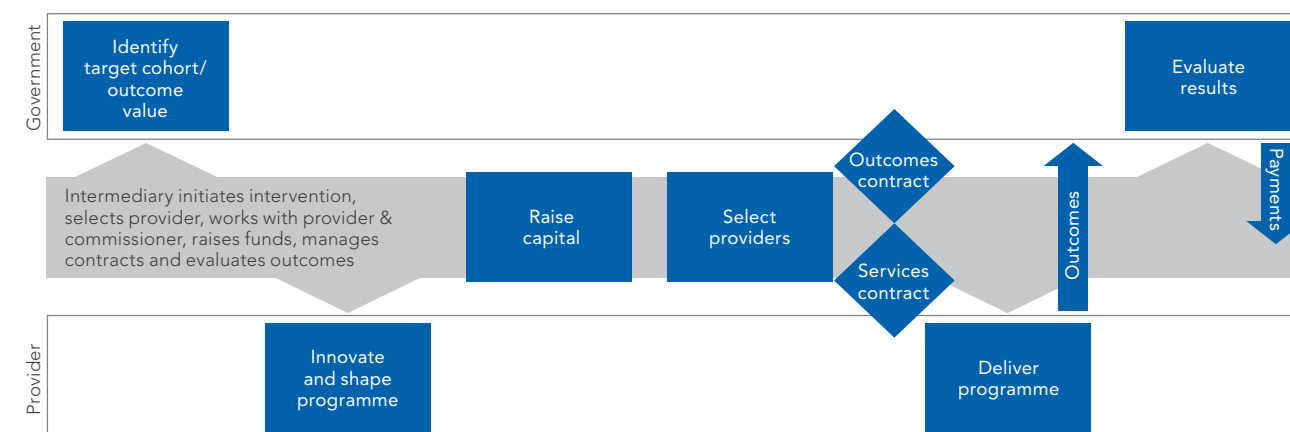 Government
Identify
target cohort/
outcome
value
Evaluate
results
Intermediary initiates intervention,
selects provider, works with provider &
commissioner, raises funds, manages
contracts and evaluates outcomes
Raise
capital
Select
providers
Outcomes
contract
Services
contract
Outcomes
Payments
Provider
Innovate
and shape
programme
Deliver
programme